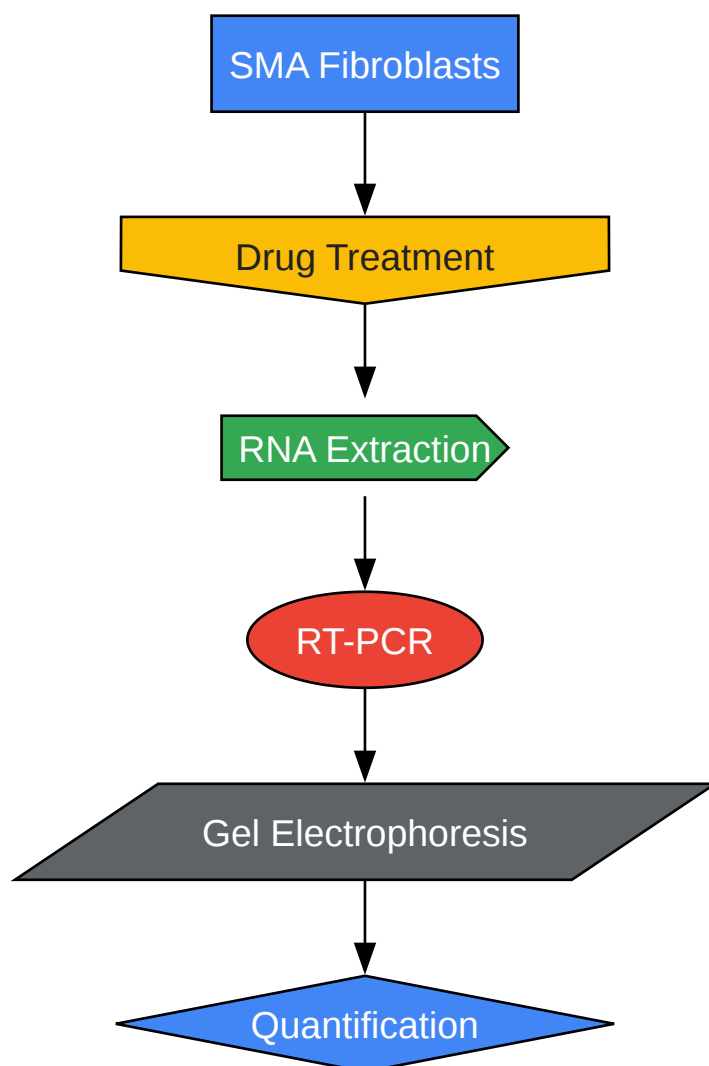 SMA Fibroblasts
Drug Treatment
RNA Extraction
RT-PCR
Gel Electrophoresis
Quantification